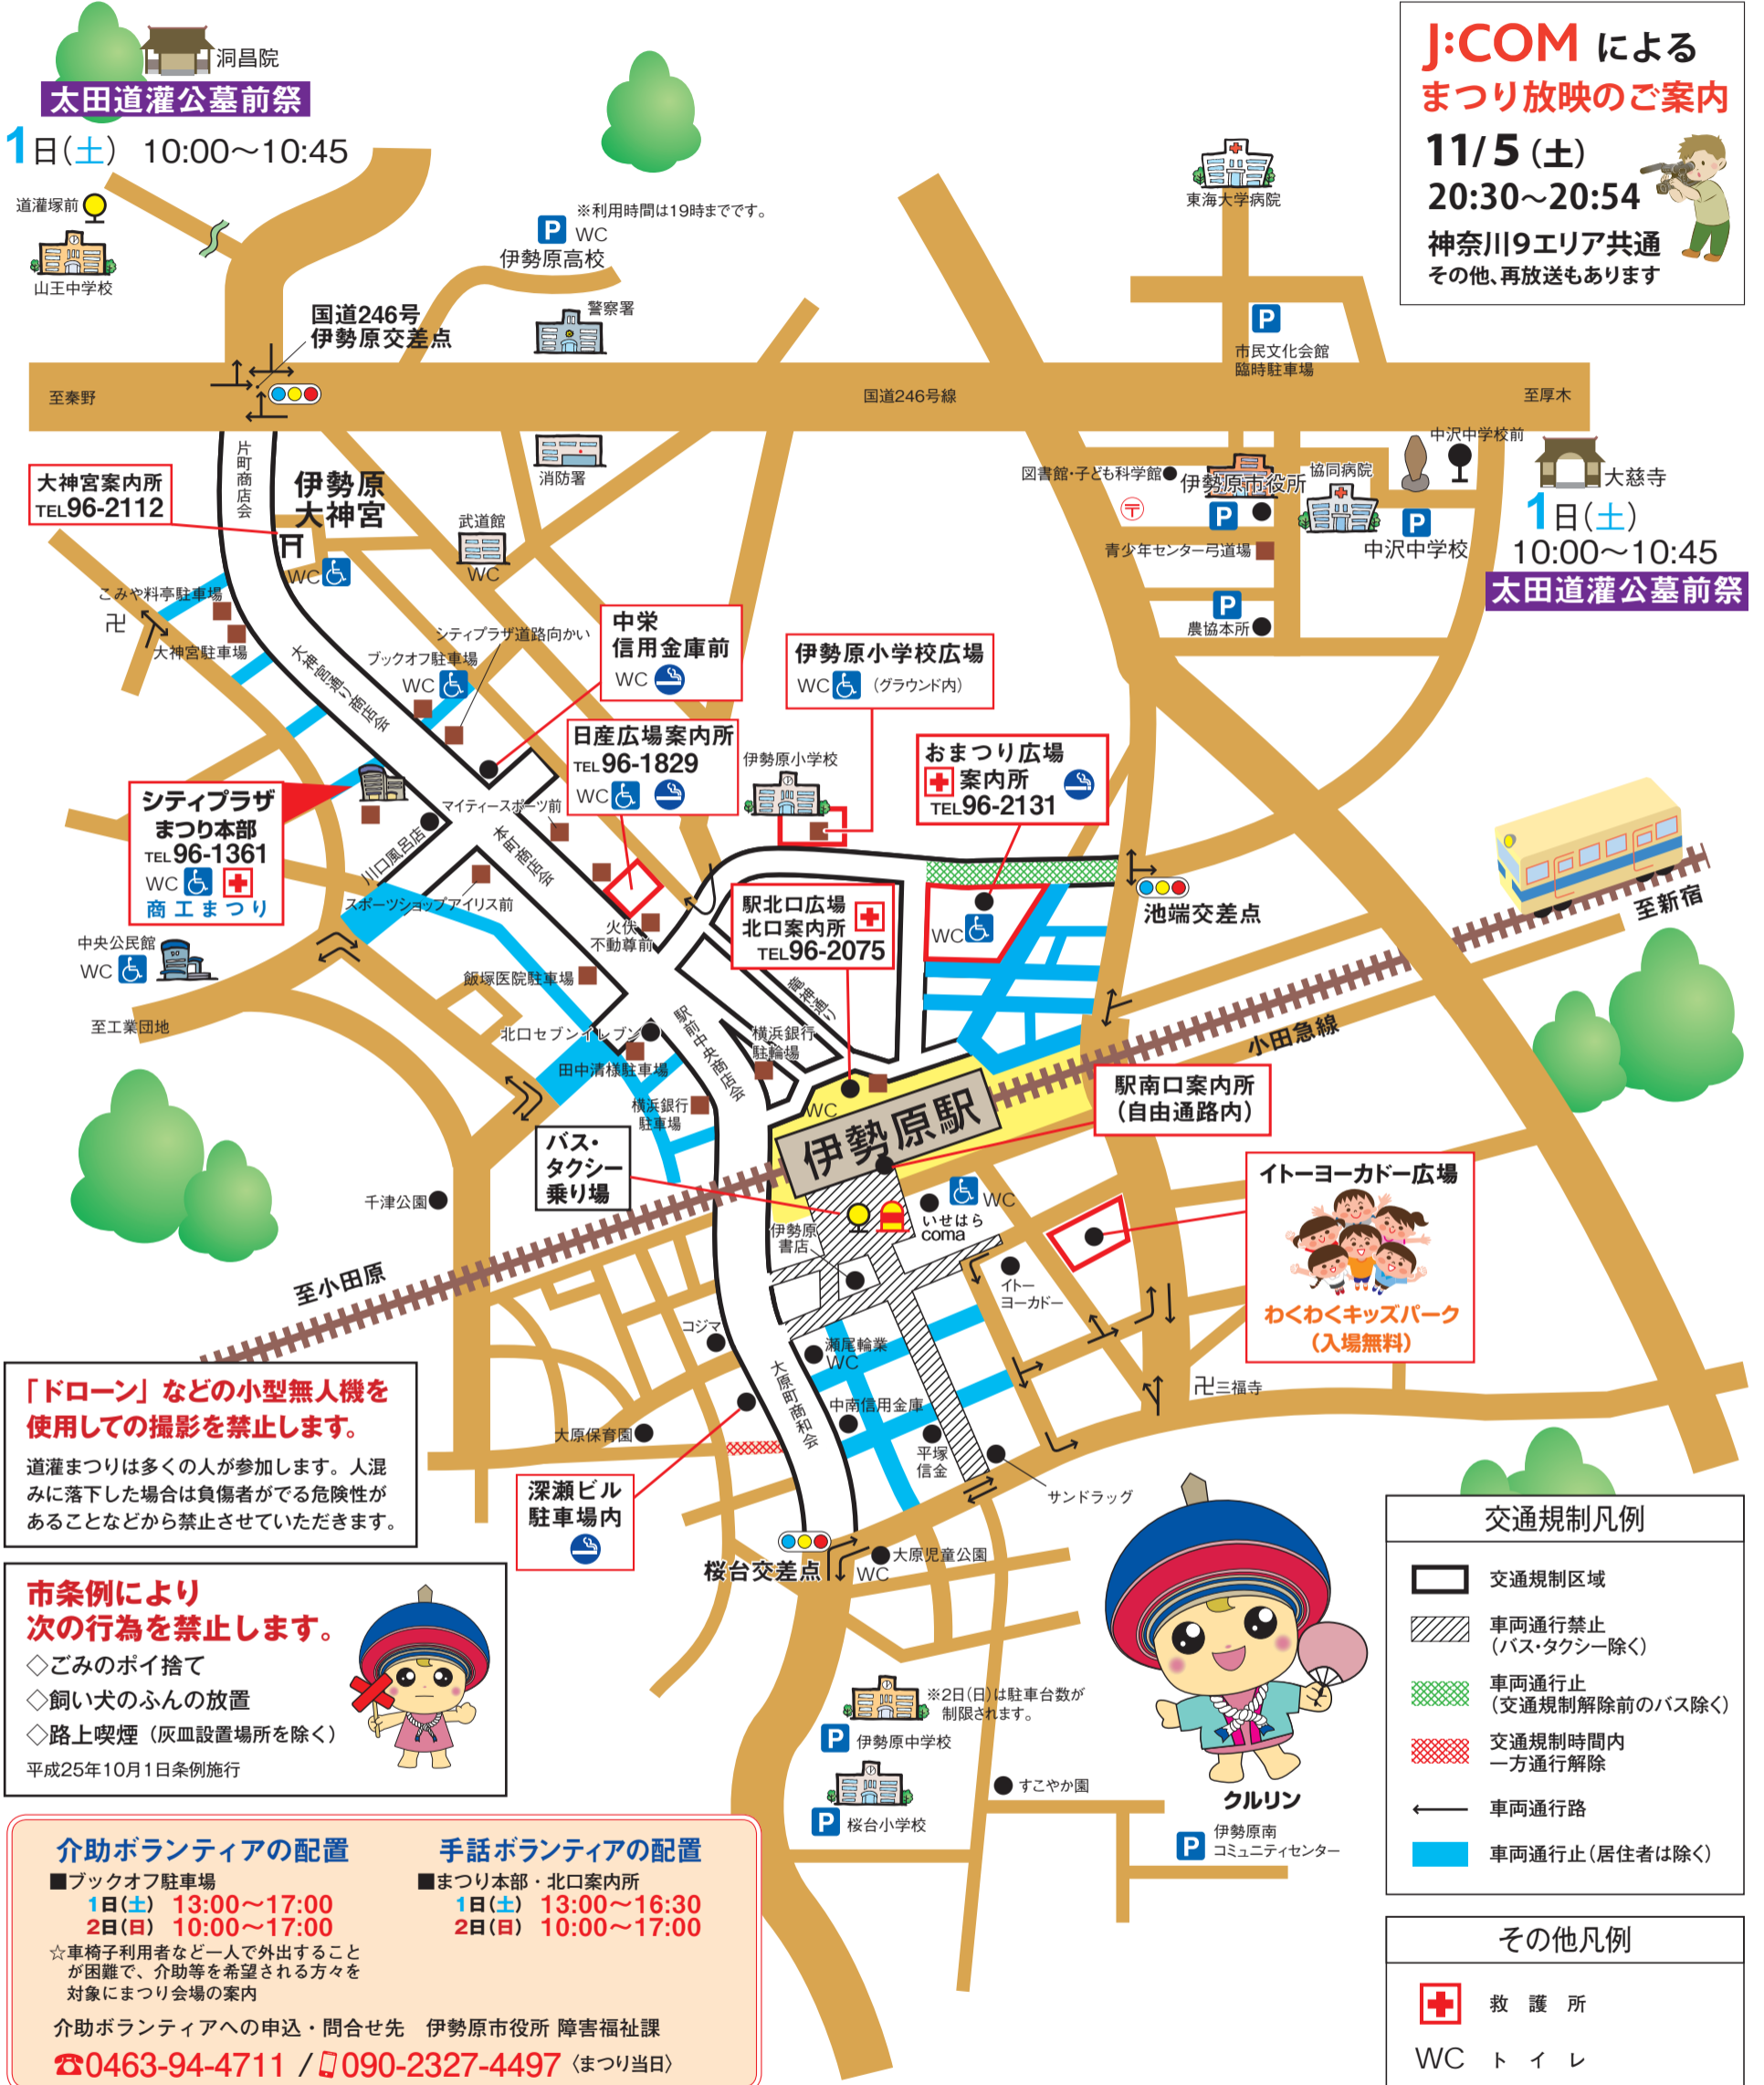 洞昌院
太田道灌公墓前祭
1日(土) 10:00〜10:45
道灌塚前
山王中学校
J:COM による
まつり放映のご案内
11/5(土)
20:30〜20:54
神奈川9エリア共通
その他、再放送もあります
東海大学病院
※利用時間は19時までです。
P WC
伊勢原高校
警察署
国道246号
伊勢原交差点
P
市民文化会館
臨時駐車場
至秦野
国道246号線
至厚木
片町商店会
大神宮案内所
TEL96-2112
伊勢原
大神宮
WC
消防署
武道館
WC
図書館・子ども科学館
伊勢原市役所
P
〒
協同病院
中沢中学校前
P
中沢中学校
大慈寺
1日(土)
10:00〜10:45
太田道灌公墓前祭
青少年センター弓道場
P
農協本所
こみや料亭駐車場
卍
大神宮駐車場
大神宮通り商店会
シティプラザ道路向かい
ブックオフ駐車場
WC
中栄
信用金庫前
WC
伊勢原小学校広場
WC (グラウンド内)
日産広場案内所
TEL96-1829
WC
伊勢原小学校
おまつり広場
案内所
TEL96-2131
シティプラザ
まつり本部
TEL96-1361
WC
商工まつり
マイティースポーツ前
本町商店会
川口風呂店
スポーツショップアイリス前
火伏
不動尊前
駅北口広場
北口案内所
TEL96-2075
WC
池端交差点
至新宿
中央公民館
WC
至工業団地
飯塚医院駐車場
竜神通り
北口セブンイレブン
駅前中央商店会
横浜銀行
駐輪場
田中清様駐車場
横浜銀行
駐車場
小田急線
WC
伊勢原駅
駅南口案内所
(自由通路内)
バス・
タクシー
乗り場
千津公園
至小田原
伊勢原
書店
WC
いせはら
coma
イトー
ヨーカドー
イトーヨーカドー広場
わくわくキッズパーク
(入場無料)
コジマ
瀬尾輪業
WC
大原町商和会
中南信用金庫
平塚
信金
卍三福寺
サンドラッグ
大原保育園
深瀬ビル
駐車場内
桜台交差点
大原児童公園
WC
「ドローン」などの小型無人機を
使用しての撮影を禁止します。
道灌まつりは多くの人が参加します。人混
みに落下した場合は負傷者がでる危険性が
あることなどから禁止させていただきます。
市条例により
次の行為を禁止します。
◇ごみのポイ捨て
◇飼い犬のふんの放置
◇路上喫煙(灰皿設置場所を除く)
平成25年10月1日条例施行
※2日(日)は駐車台数が
制限されます。
P 伊勢原中学校
P 桜台小学校
すこやか園
P 伊勢原南
コミュニティセンター
クルリン
交通規制凡例
交通規制区域
車両通行禁止
(バス・タクシー除く)
車両通行止
(交通規制解除前のバス除く)
交通規制時間内
一方通行解除
車両通行路
車両通行止(居住者は除く)
その他凡例
救護所
WC トイレ
介助ボランティアの配置
■ブックオフ駐車場
1日(土) 13:00〜17:00
2日(日) 10:00〜17:00
☆車椅子利用者など一人で外出すること
が困難で、介助等を希望される方々を
対象にまつり会場の案内
手話ボランティアの配置
■まつり本部・北口案内所
1日(土) 13:00〜16:30
2日(日) 10:00〜17:00
介助ボランティアへの申込・問合せ先 伊勢原市役所 障害福祉課
☎0463-94-4711 / 090-2327-4497〈まつり当日〉